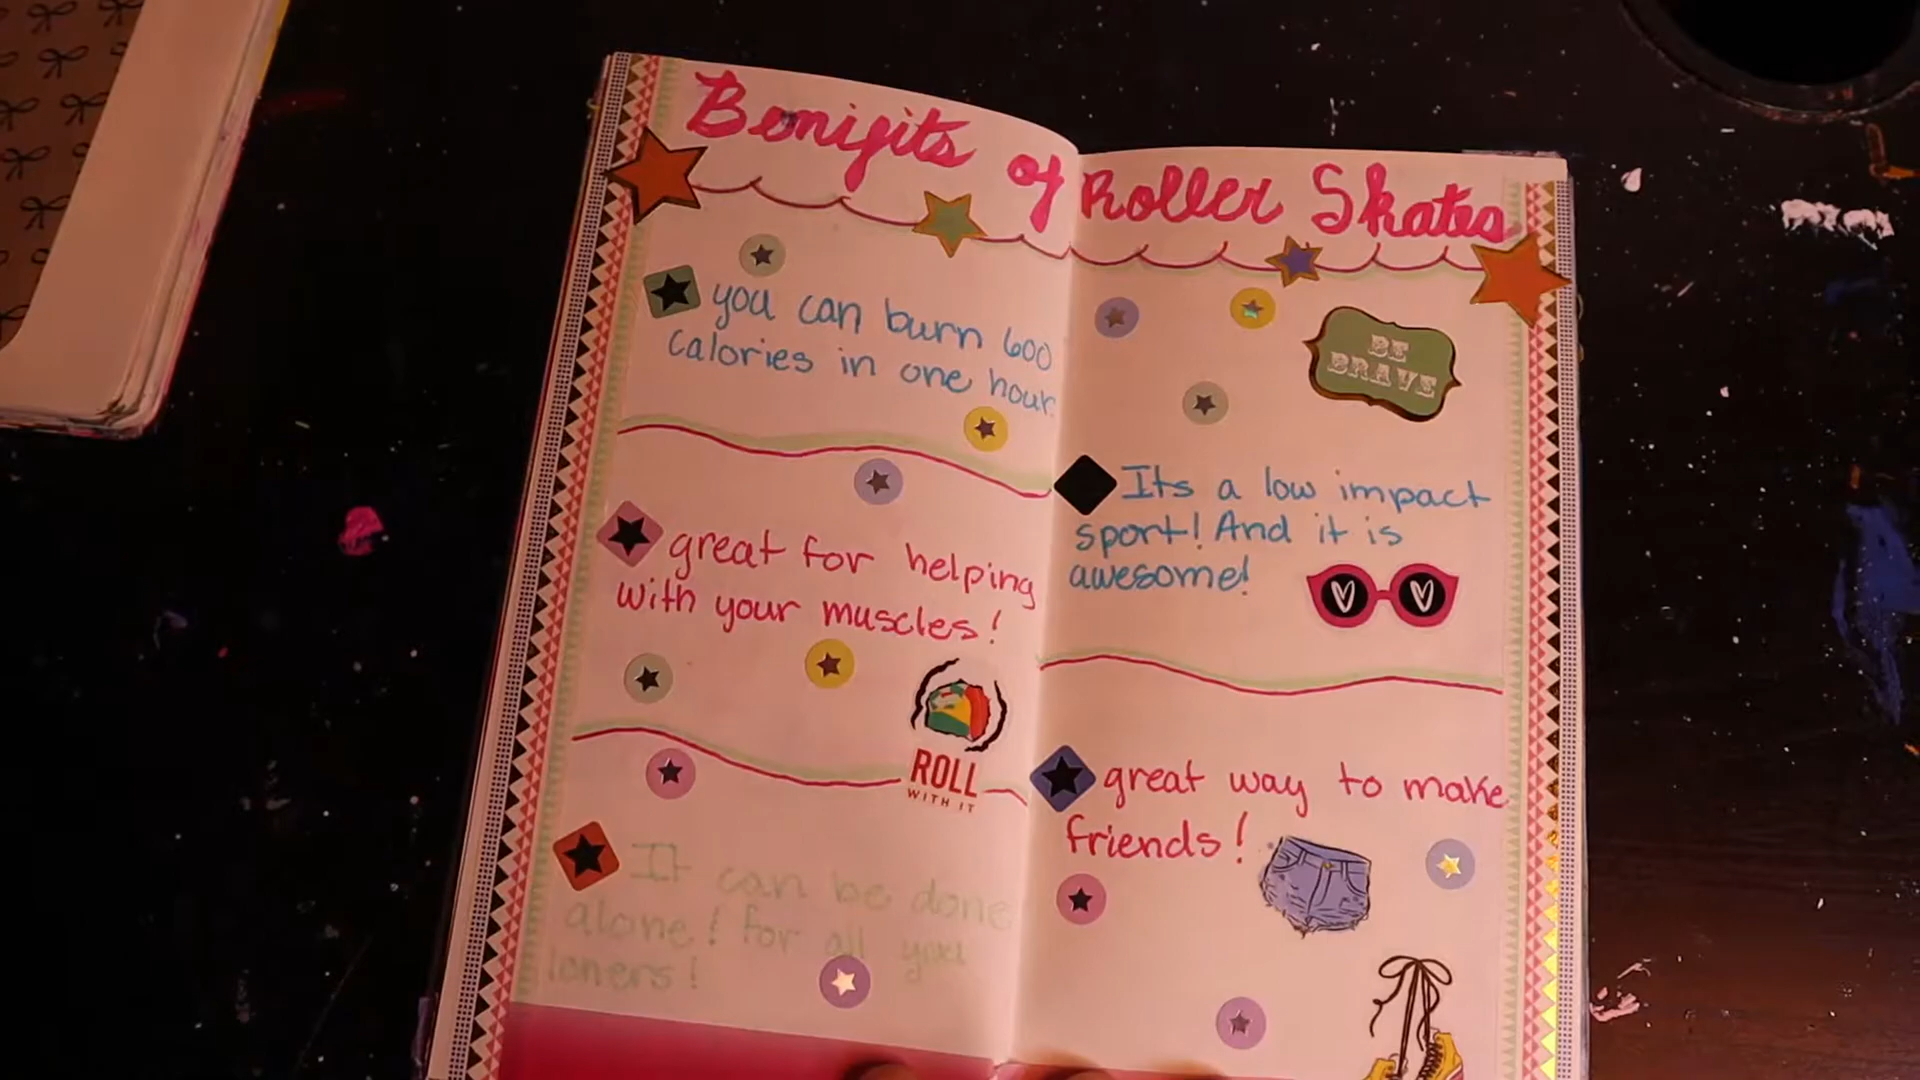 Benifits of Roller Skates
you can burn 600
calories in one hour.
great for helping
with your muscles!
ROLL
WITH IT
It can be done
alone! for all you
loners!
BE
BRAVE
Its a low impact
sport! And it is
awesome!
great way to make
friends!